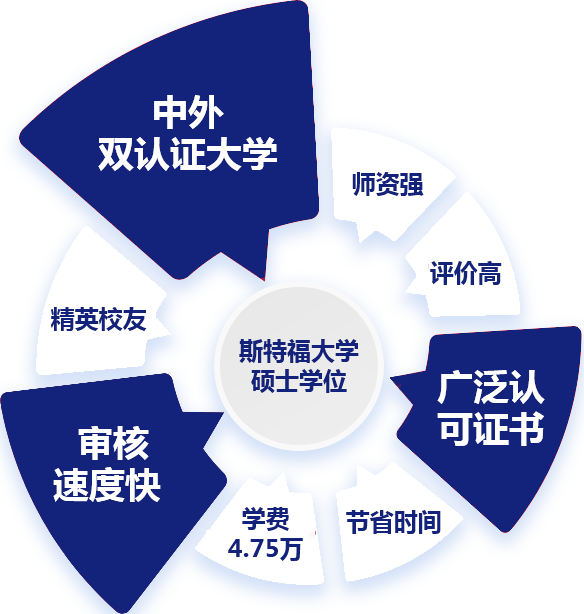 中外
双认证大学
师资强
评价高
广泛认
可证书
节省时间
学费
4.75万
审核
速度快
精英校友
斯特福大学
硕士学位